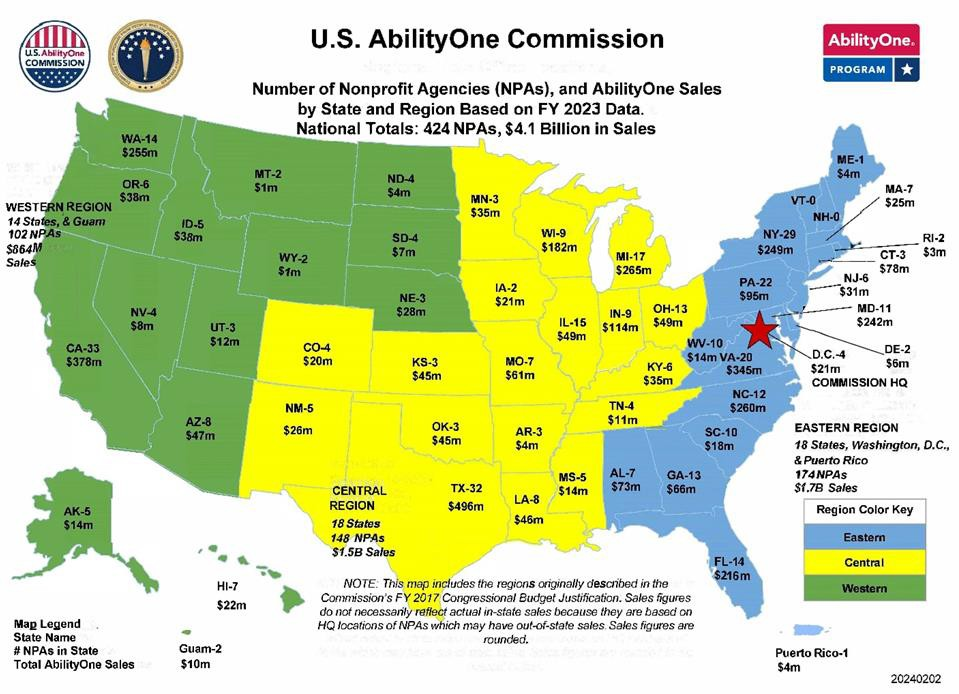 U.S. AbilityOne
COMMISSION
U.S. AbilityOne Commission
AbilityOne
PROGRAM
Number of Nonprofit Agencies (NPAs), and AbilityOne Sales
by State and Region Based on FY 2023 Data.
National Totals: 424 NPAs, $4.1 Billion in Sales
WA-14
$255m
OR-6
$38m
WESTERN REGION
14 States, & Guam
102 NPAs
$864M
Sales
ID-5
$38m
MT-2
$1m
WY-2
$1m
ND-4
$4m
SD-4
$7m
NE-3
$28m
NV-4
$8m
UT-3
$12m
CA-33
$378m
AZ-8
$47m
CO-4
$20m
NM-5
$26m
KS-3
$45m
OK-3
$45m
TX-32
$496m
CENTRAL
REGION
18 States
148 NPAs
$1.5B Sales
MN-3
$35m
IA-2
$21m
MO-7
$61m
AR-3
$4m
LA-8
$46m
WI-9
$182m
IL-15
$49m
MI-17
$265m
IN-9
$114m
OH-13
$49m
KY-6
$35m
TN-4
$11m
MS-5
$14m
AL-7
$73m
GA-13
$66m
FL-14
$216m
SC-10
$18m
NC-12
$260m
WV-10
$14m
VA-20
$345m
PA-22
$95m
NY-29
$249m
VT-0
NH-0
ME-1
$4m
MA-7
$25m
RI-2
$3m
CT-3
$78m
NJ-6
$31m
MD-11
$242m
DE-2
$6m
D.C.-4
$21m
COMMISSION HQ
EASTERN REGION
18 States, Washington, D.C.,
& Puerto Rico
174 NPAs
$1.7B Sales
Region Color Key
Eastern
Central
Western
AK-5
$14m
HI-7
$22m
Guam-2
$10m
Puerto Rico-1
$4m
NOTE: This map includes the regions originally described in the
Commission's FY 2017 Congressional Budget Justification. Sales figures
do not necessarily reflect actual in-state sales because they are based on
HQ locations of NPAs which may have out-of-state sales. Sales figures are
rounded.
Map Legend
State Name
# NPAs in State
Total AbilityOne Sales
20240202